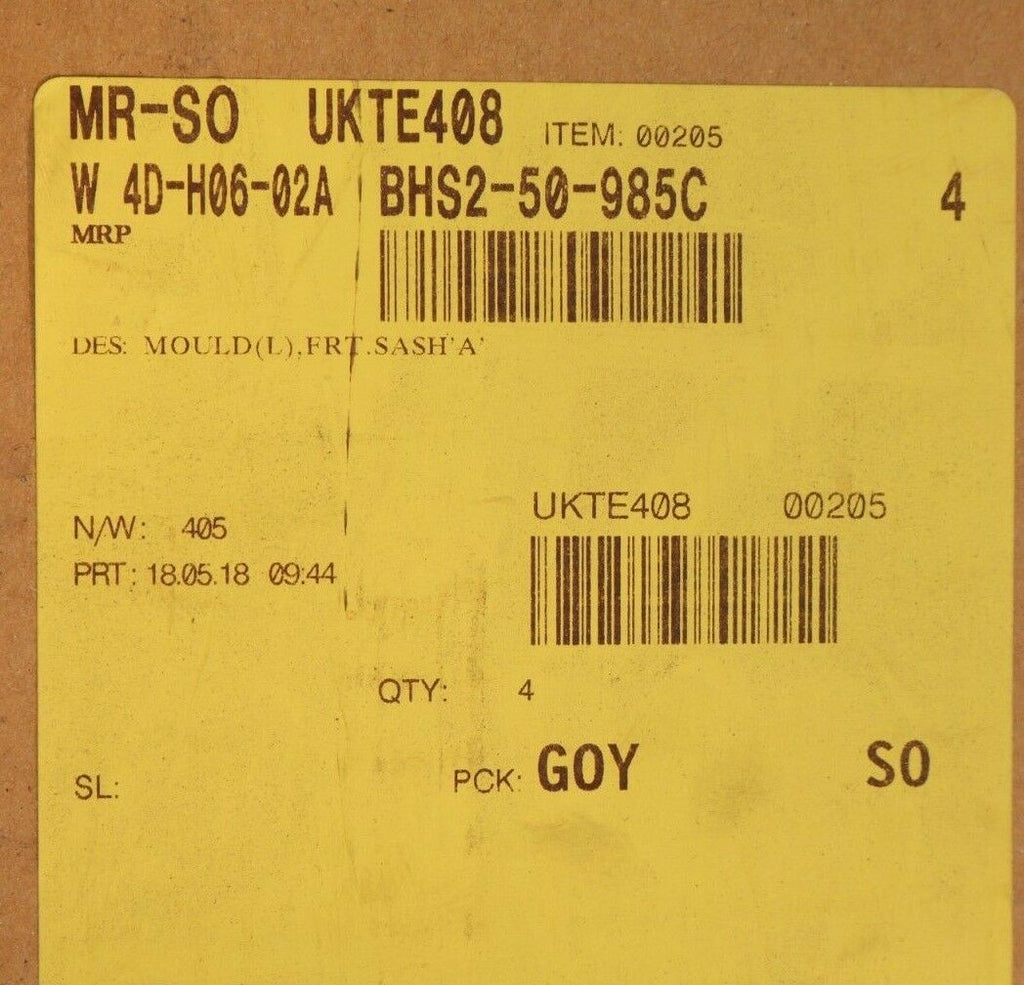 MR-SO UKTE408 ITEM: 00205
W 4D-H06-02A BHS2-50-985C 4
MRP
DES: MOULD(L),FRT.SASH'A'
UKTE408 00205
N/W: 405
PRT: 18.05.18 09:44
QTY: 4
SL: PCK: GOY SO